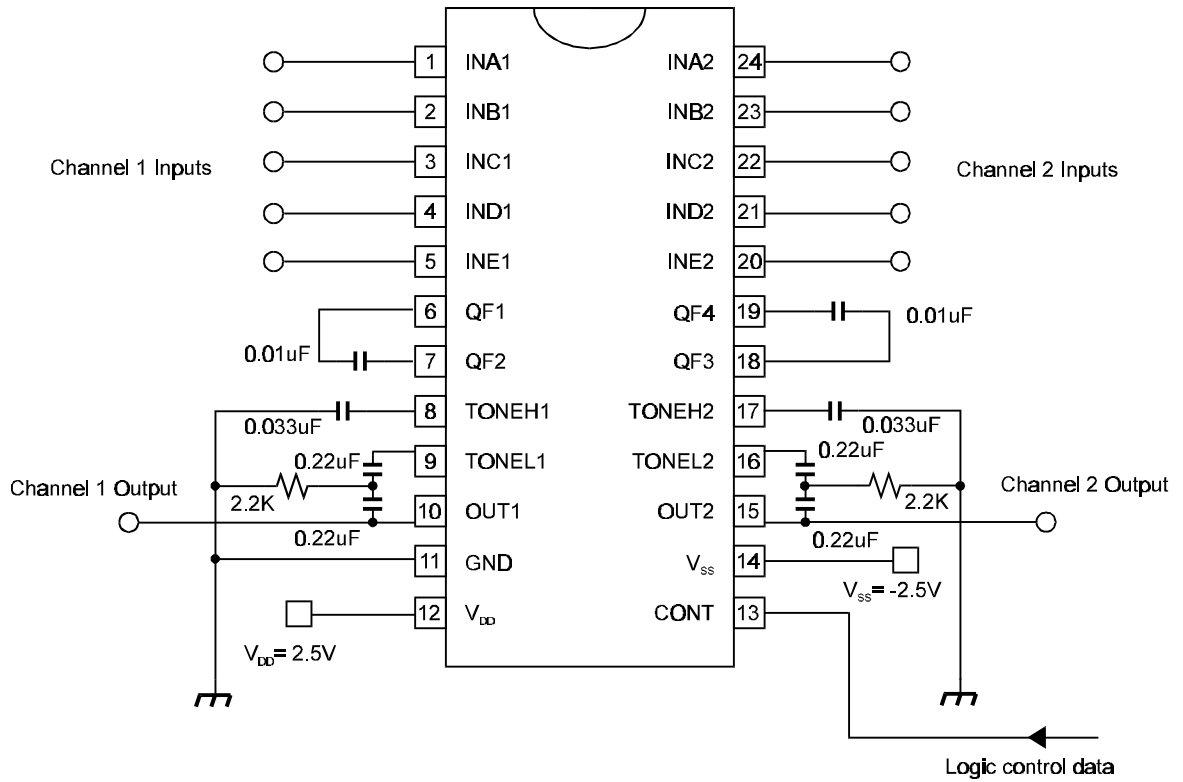 1 INA1 INA2 24
2 INB1 INB2 23
Channel 1 Inputs 3 INC1 INC2 22 Channel 2 Inputs
4 IND1 IND2 21
5 INE1 INE2 20
6 QF1 QF4 19 0.01uF
0.01uF 7 QF2 QF3 18
8 TONEH1 TONEH2 17
0.033uF 0.033uF
0.22uF 9 TONEL1 TONEL2 16 0.22uF
Channel 1 Output 2.2K 2.2K Channel 2 Output
10 OUT1 OUT2 15
0.22uF 0.22uF
11 GND VSS 14
VSS= -2.5V
12 VDD CONT 13
VDD= 2.5V
Logic control data